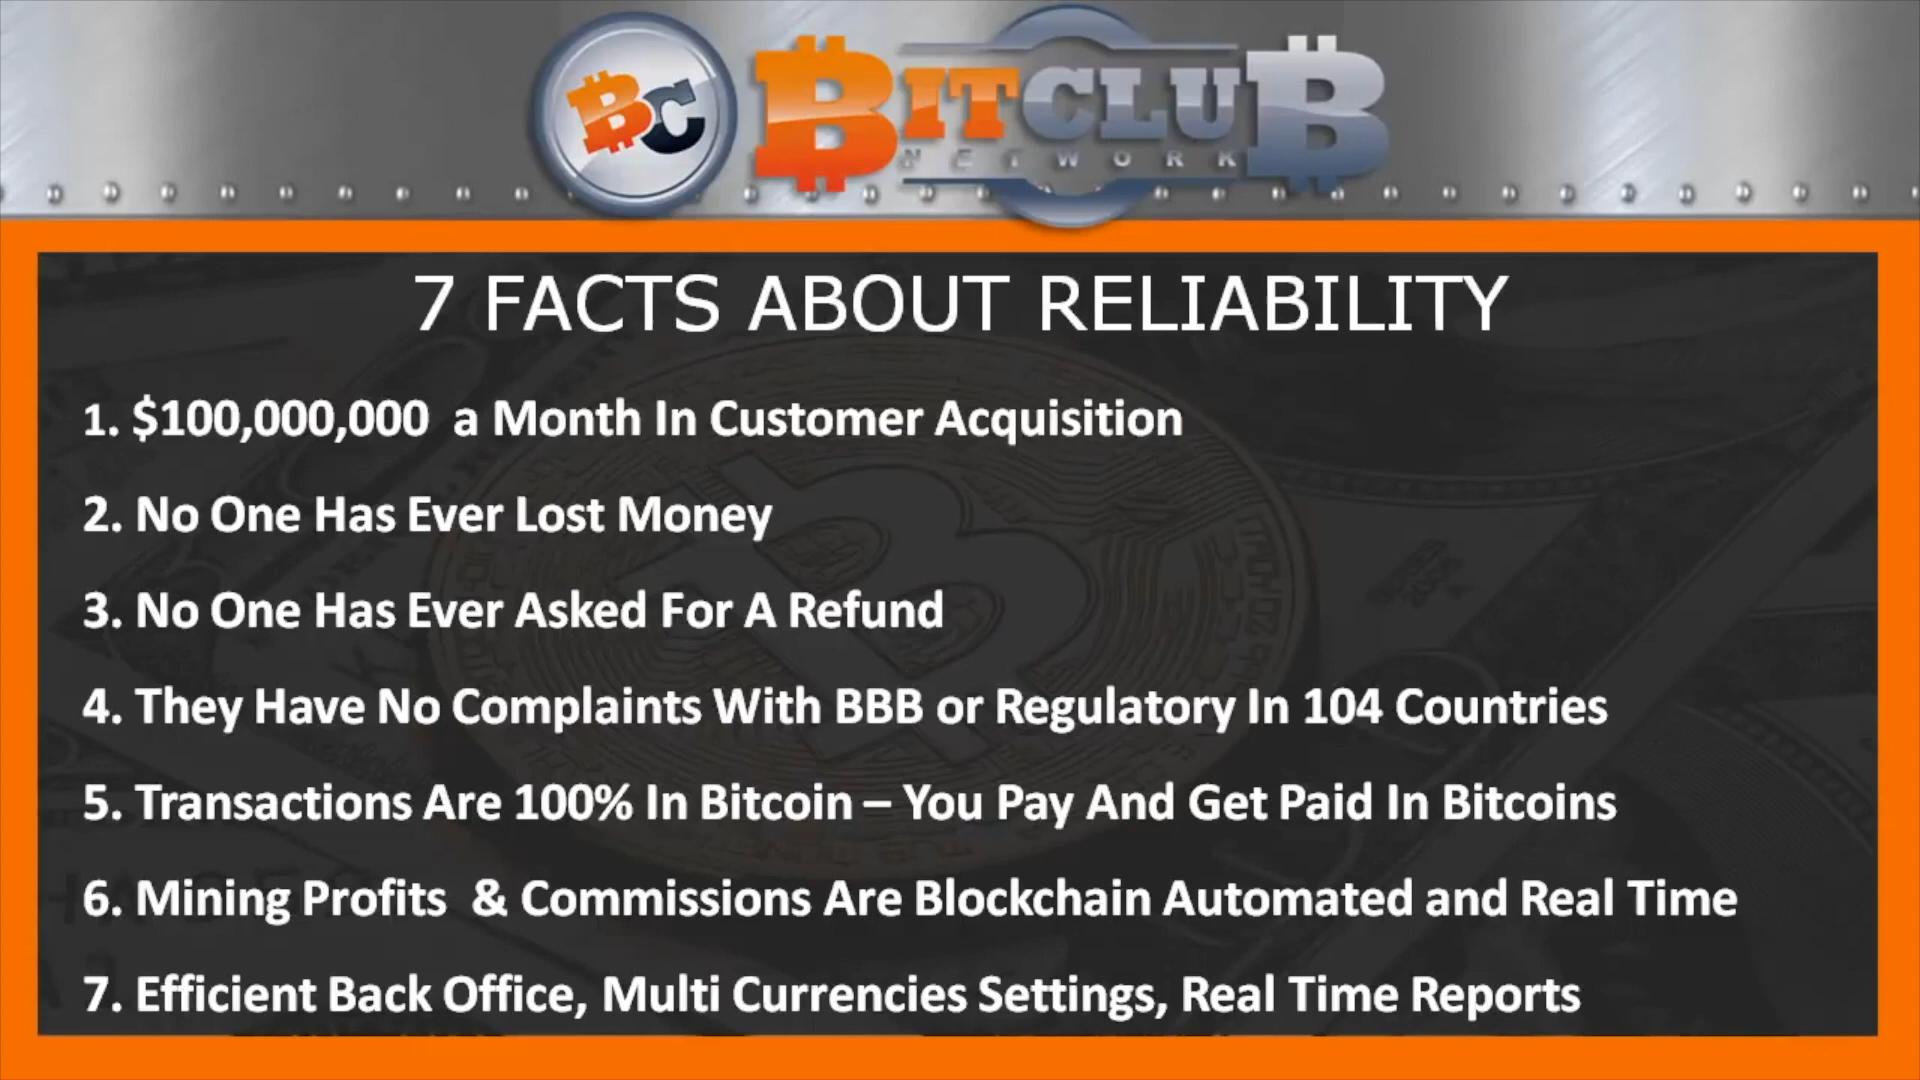 BC BITCLUB
NETWORK
7 FACTS ABOUT RELIABILITY
1. $100,000,000 a Month In Customer Acquisition
2. No One Has Ever Lost Money
3. No One Has Ever Asked For A Refund
4. They Have No Complaints With BBB or Regulatory In 104 Countries
5. Transactions Are 100% In Bitcoin – You Pay And Get Paid In Bitcoins
6. Mining Profits & Commissions Are Blockchain Automated and Real Time
7. Efficient Back Office, Multi Currencies Settings, Real Time Reports